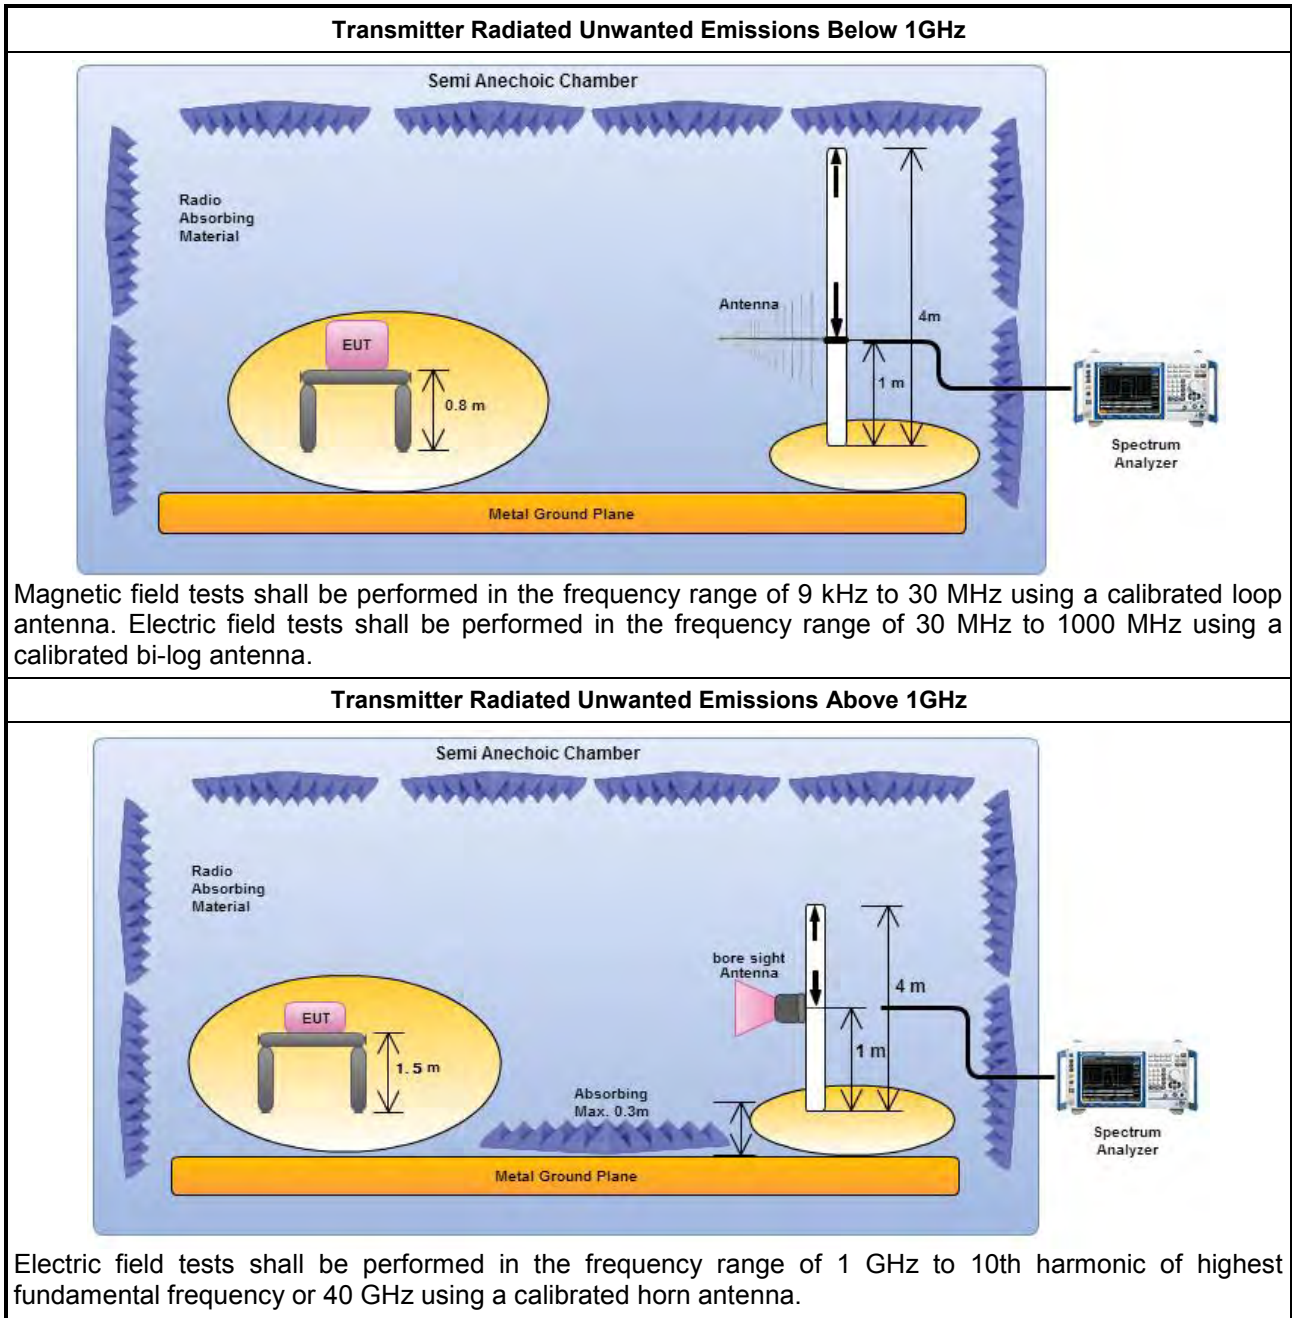 Transmitter Radiated Unwanted Emissions Below 1GHz
Semi Anechoic Chamber
Radio
Absorbing
Material
Antenna
4m
EUT
1 m
0.8 m
Spectrum
Analyzer
Metal Ground Plane
Magnetic field tests shall be performed in the frequency range of 9 kHz to 30 MHz using a calibrated loop
antenna. Electric field tests shall be performed in the frequency range of 30 MHz to 1000 MHz using a
calibrated bi-log antenna.
Transmitter Radiated Unwanted Emissions Above 1GHz
Semi Anechoic Chamber
Radio
Absorbing
Material
bore sight
Antenna
4 m
EUT
1 m
1.5 m
Absorbing
Max. 0.3m
Spectrum
Analyzer
Metal Ground Plane
Electric field tests shall be performed in the frequency range of 1 GHz to 10th harmonic of highest
fundamental frequency or 40 GHz using a calibrated horn antenna.